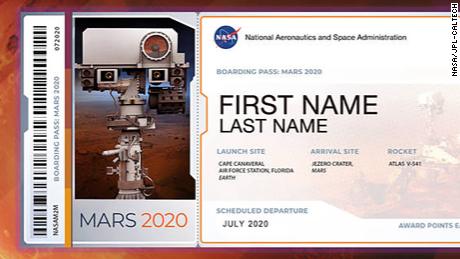 072020
BOARDING PASS: MARS 2020
NASAM2M
MARS 2020
NASA
National Aeronautics and Space Administration
BOARDING PASS: MARS 2020
FIRST NAME
LAST NAME
LAUNCH SITE
CAPE CANAVERAL
AIR FORCE STATION, FLORIDA
EARTH
ARRIVAL SITE
JEZERO CRATER,
MARS
ROCKET
ATLAS V-541
SCHEDULED DEPARTURE
JULY 2020
AWARD POINTS E
NASA/JPL-CALTECH